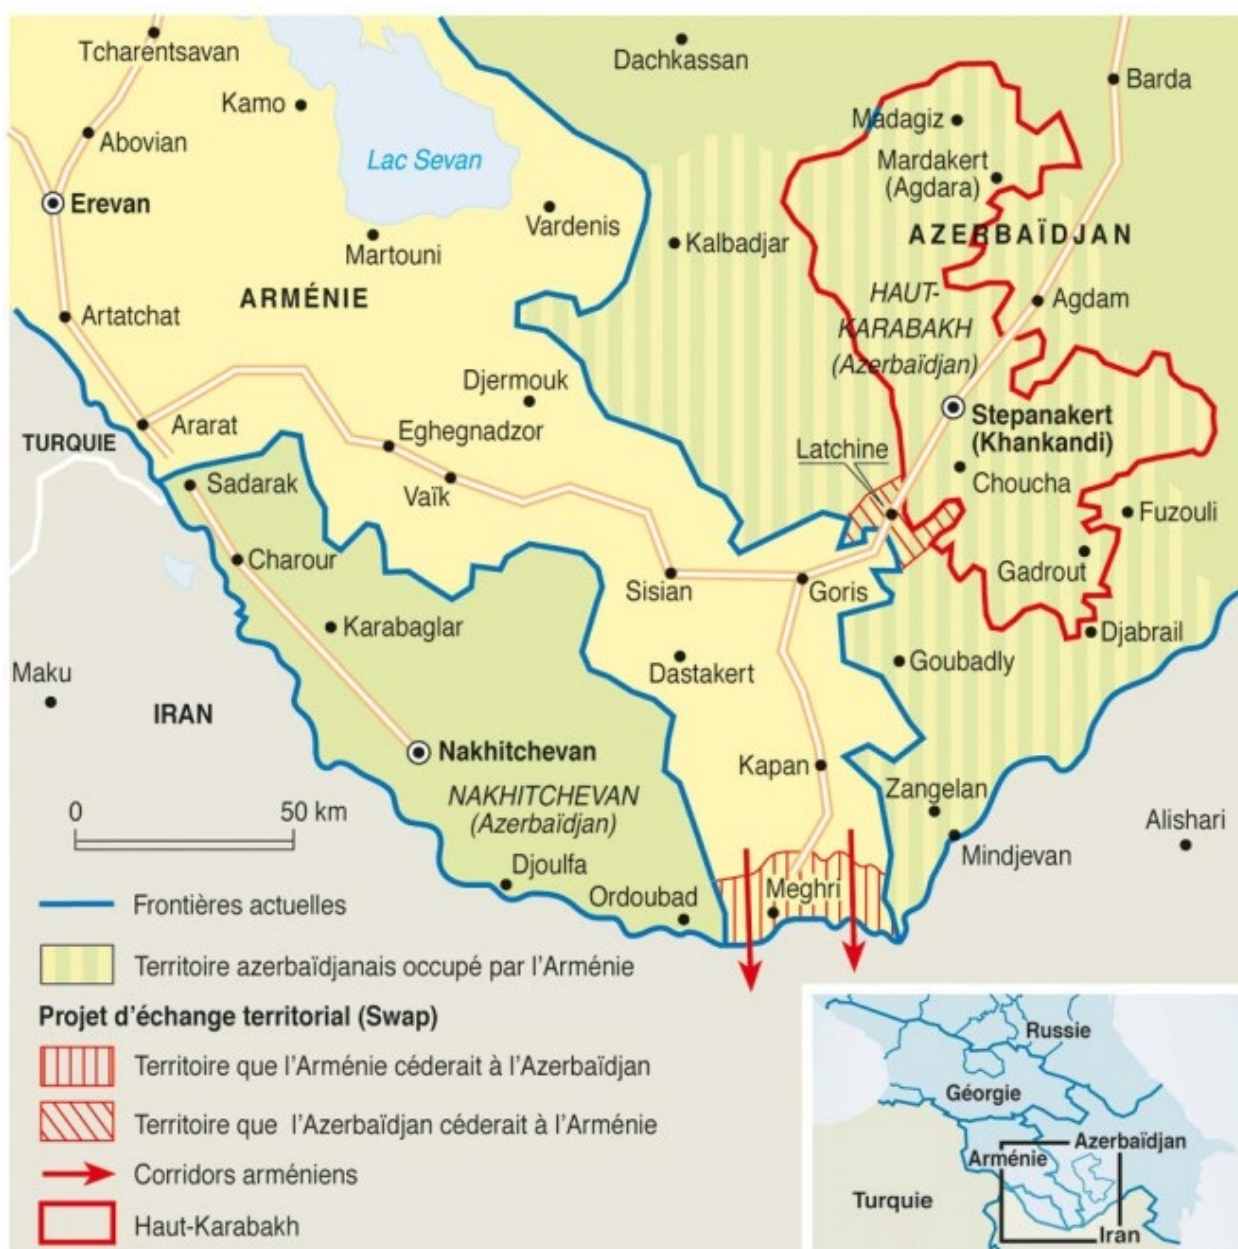 Tcharentsavan
Dachkassan
Barda
Kamo
Madagiz
Abovian
Lac Sevan
Mardakert
(Agdara)
Erevan
Vardenis
AZERBAÏDJAN
Kalbadjar
Martouni
ARMÉNIE
HAUT-
KARABAKH
(Azerbaïdjan)
Agdam
Artatchat
Djermouk
Stepanakert
(Khankandi)
Ararat
Eghegnadzor
TURQUIE
Latchine
Sadarak
Vaïk
Choucha
Fuzouli
Charour
Sisian
Goris
Gadrout
Karabaglar
Djabrail
Maku
Dastakert
Goubadly
IRAN
Nakhitchevan
Kapan
NAKHITCHEVAN
(Azerbaïdjan)
Zangelan
0 50 km
Alishari
Mindjevan
Djoulfa
Ordoubad
Meghri
Frontières actuelles
Territoire azerbaïdjanais occupé par l'Arménie
Projet d'échange territorial (Swap)
Territoire que l'Arménie céderait à l'Azerbaïdjan
Territoire que l'Azerbaïdjan céderait à l'Arménie
Corridors arméniens
Haut-Karabakh
Russie
Géorgie
Azerbaïdjan
Arménie
Turquie
Iran